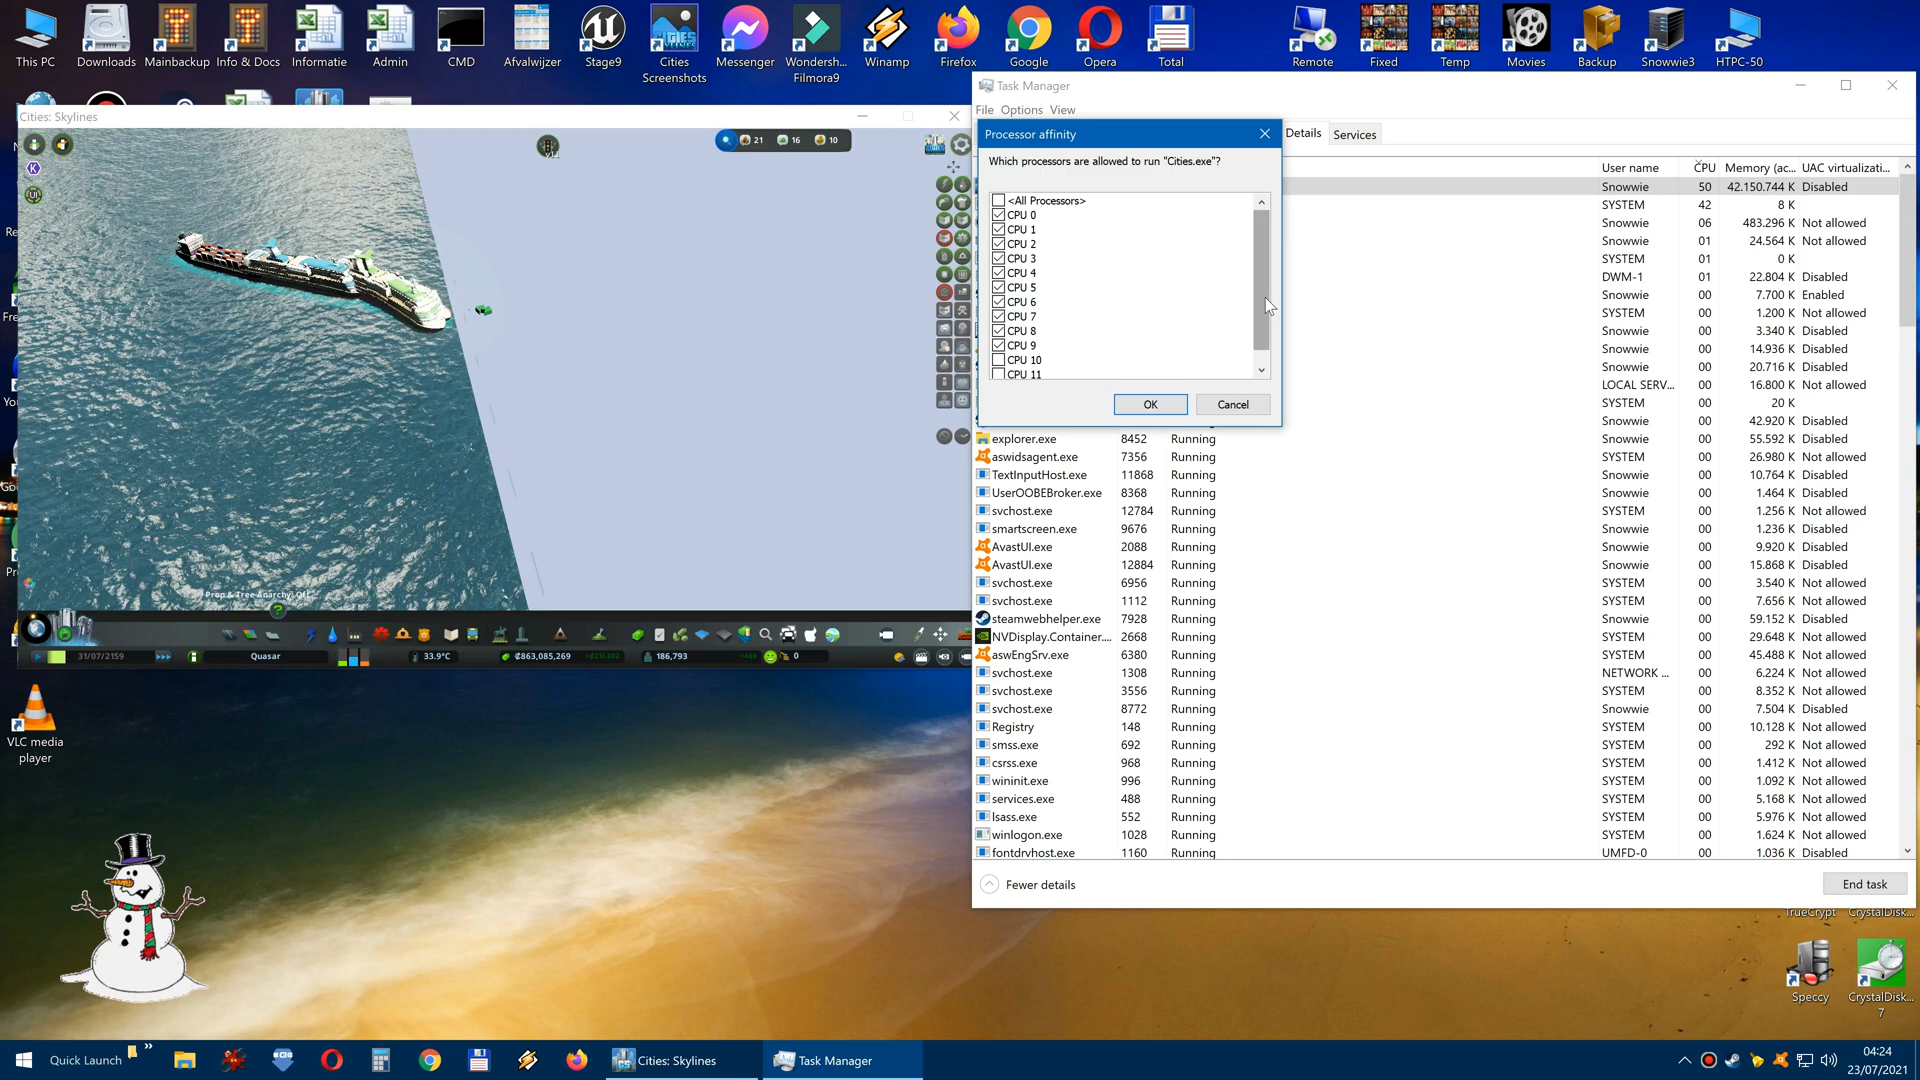 This PC
Downloads
Mainbackup
Info & Docs
Informatie
Admin
CMD
Afvalwijzer
Stage9
Cities Screenshots
Messenger
Wondersh... Filmora9
Winamp
Firefox
Google
Opera
Total
Remote
Fixed
Temp
Movies
Backup
Snowwie3
HTPC-50
Cities: Skylines
21 16 10
Prop & Tree Anarchy: Off
31/07/2159
Quasar
33.9°C
₡863,085,269
186,793
0
VLC media player
Task Manager
File Options View
Details
Services
Processor affinity
Which processors are allowed to run "Cities.exe"?
<All Processors>
CPU 0
CPU 1
CPU 2
CPU 3
CPU 4
CPU 5
CPU 6
CPU 7
CPU 8
CPU 9
CPU 10
CPU 11
OK
Cancel
User name CPU Memory (ac... UAC virtualizati...
Snowwie 50 42.150.744 K Disabled
SYSTEM 42 8 K
Snowwie 06 483.296 K Not allowed
Snowwie 01 24.564 K Not allowed
SYSTEM 01 0 K
DWM-1 01 22.804 K Disabled
Snowwie 00 7.700 K Enabled
SYSTEM 00 1.200 K Not allowed
Snowwie 00 3.340 K Disabled
Snowwie 00 14.936 K Disabled
Snowwie 00 20.716 K Disabled
LOCAL SERV... 00 16.800 K Not allowed
SYSTEM 00 20 K
Snowwie 00 42.920 K Disabled
explorer.exe 8452 Running Snowwie 00 55.592 K Disabled
aswidsagent.exe 7356 Running SYSTEM 00 26.980 K Not allowed
TextInputHost.exe 11868 Running Snowwie 00 10.764 K Disabled
UserOOBEBroker.exe 8368 Running Snowwie 00 1.464 K Disabled
svchost.exe 12784 Running SYSTEM 00 1.256 K Not allowed
smartscreen.exe 9676 Running Snowwie 00 1.236 K Disabled
AvastUI.exe 2088 Running Snowwie 00 9.920 K Disabled
AvastUI.exe 12884 Running Snowwie 00 15.868 K Disabled
svchost.exe 6956 Running SYSTEM 00 3.540 K Not allowed
svchost.exe 1112 Running SYSTEM 00 7.656 K Not allowed
steamwebhelper.exe 7928 Running Snowwie 00 59.152 K Disabled
NVDisplay.Container.... 2668 Running SYSTEM 00 29.648 K Not allowed
aswEngSrv.exe 6380 Running SYSTEM 00 45.488 K Not allowed
svchost.exe 1308 Running NETWORK ... 00 6.224 K Not allowed
svchost.exe 3556 Running SYSTEM 00 8.352 K Not allowed
svchost.exe 8772 Running Snowwie 00 7.504 K Disabled
Registry 148 Running SYSTEM 00 10.128 K Not allowed
smss.exe 692 Running SYSTEM 00 292 K Not allowed
csrss.exe 968 Running SYSTEM 00 1.412 K Not allowed
wininit.exe 996 Running SYSTEM 00 1.092 K Not allowed
services.exe 488 Running SYSTEM 00 5.168 K Not allowed
lsass.exe 552 Running SYSTEM 00 5.976 K Not allowed
winlogon.exe 1028 Running SYSTEM 00 1.624 K Not allowed
fontdrvhost.exe 1160 Running UMFD-0 00 1.036 K Disabled
Fewer details
End task
TrueCrypt
CrystalDisk...
Speccy
CrystalDisk... 7
Quick Launch
Cities: Skylines
Task Manager
04:24
23/07/2021